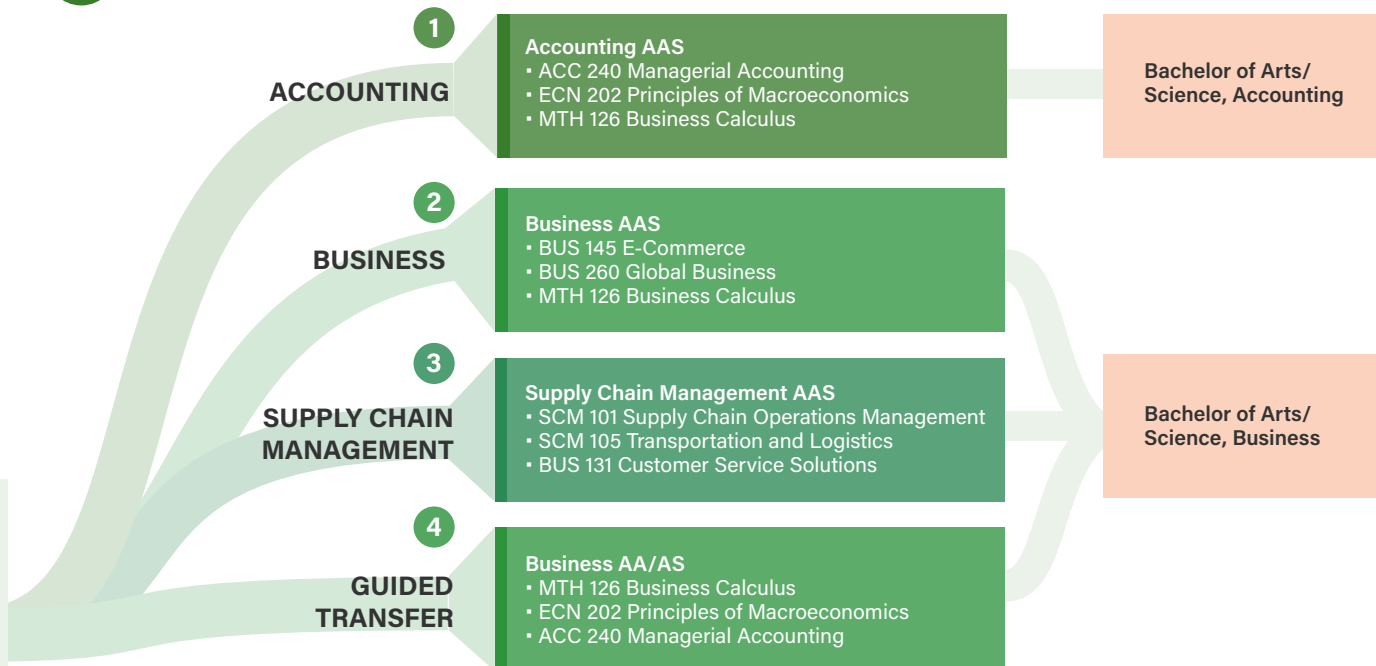 1
ACCOUNTING
Accounting AAS
▪ ACC 240 Managerial Accounting
▪ ECN 202 Principles of Macroeconomics
▪ MTH 126 Business Calculus
Bachelor of Arts/
Science, Accounting
2
BUSINESS
Business AAS
▪ BUS 145 E-Commerce
▪ BUS 260 Global Business
▪ MTH 126 Business Calculus
3
SUPPLY CHAIN
MANAGEMENT
Supply Chain Management AAS
▪ SCM 101 Supply Chain Operations Management
▪ SCM 105 Transportation and Logistics
▪ BUS 131 Customer Service Solutions
Bachelor of Arts/
Science, Business
4
GUIDED
TRANSFER
Business AA/AS
▪ MTH 126 Business Calculus
▪ ECN 202 Principles of Macroeconomics
▪ ACC 240 Managerial Accounting